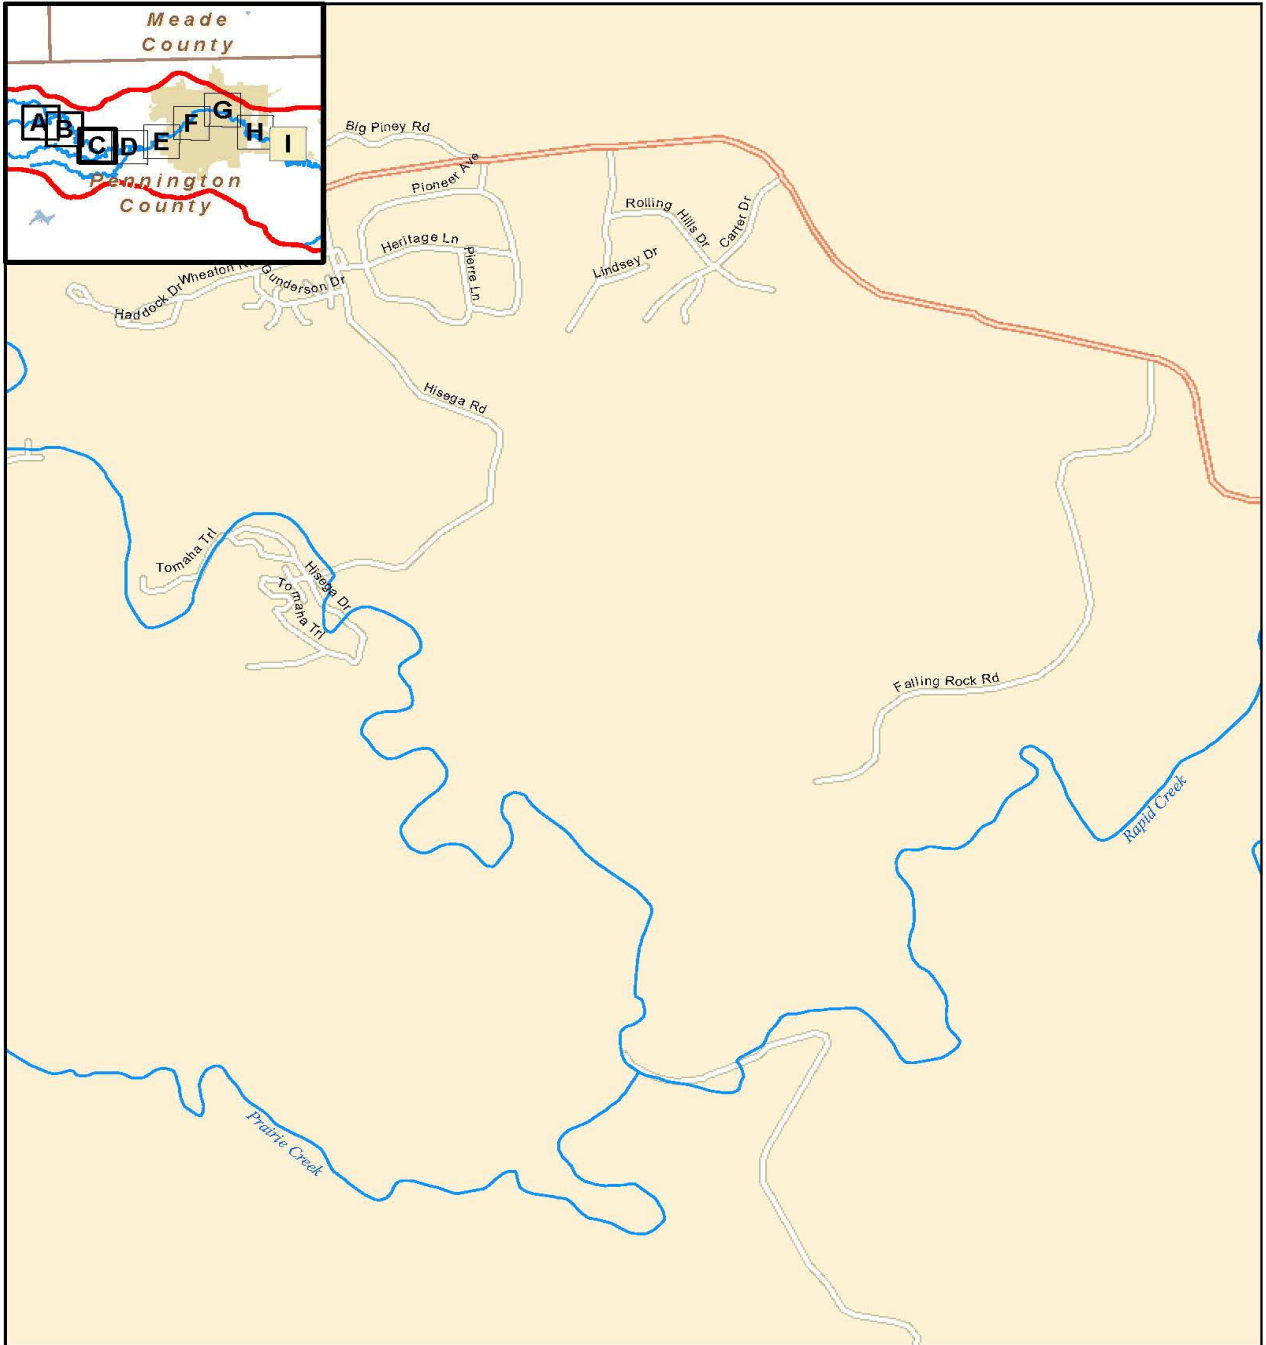 Meade
County
A
B
C
D
E
F
G
H
I
Pennington
County
Big Piney Rd
Pioneer Ave
Rolling Hills Dr
Carter Dr
Heritage Ln
Pierre Ln
Lindsey Dr
Wheaton
Gunderson Dr
Haddock Dr
Hisega Rd
Tomaha Trl
Hisega Dr
Tomaha Trl
Falling Rock Rd
Rapid Creek
Prairie Creek